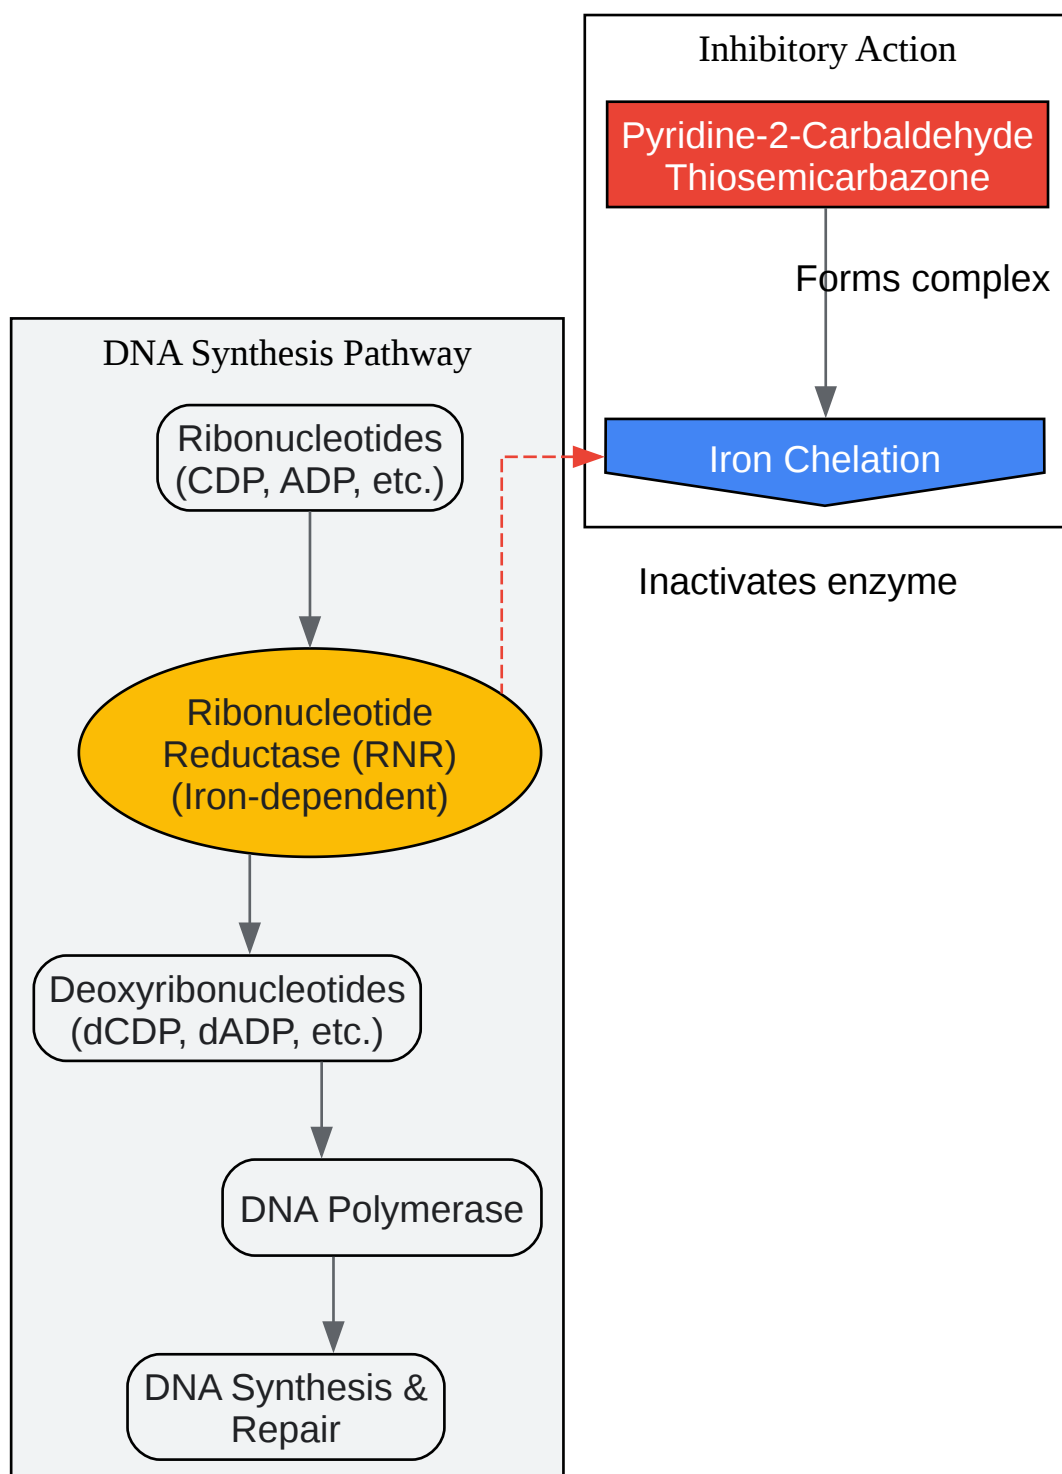 Inhibitory Action
Pyridine-2-Carbaldehyde
Thiosemicarbazone
Forms complex
Iron Chelation
Inactivates enzyme
DNA Synthesis Pathway
Ribonucleotides
(CDP, ADP, etc.)
Ribonucleotide
Reductase (RNR)
(Iron-dependent)
Deoxyribonucleotides
(dCDP, dADP, etc.)
DNA Polymerase
DNA Synthesis &
Repair